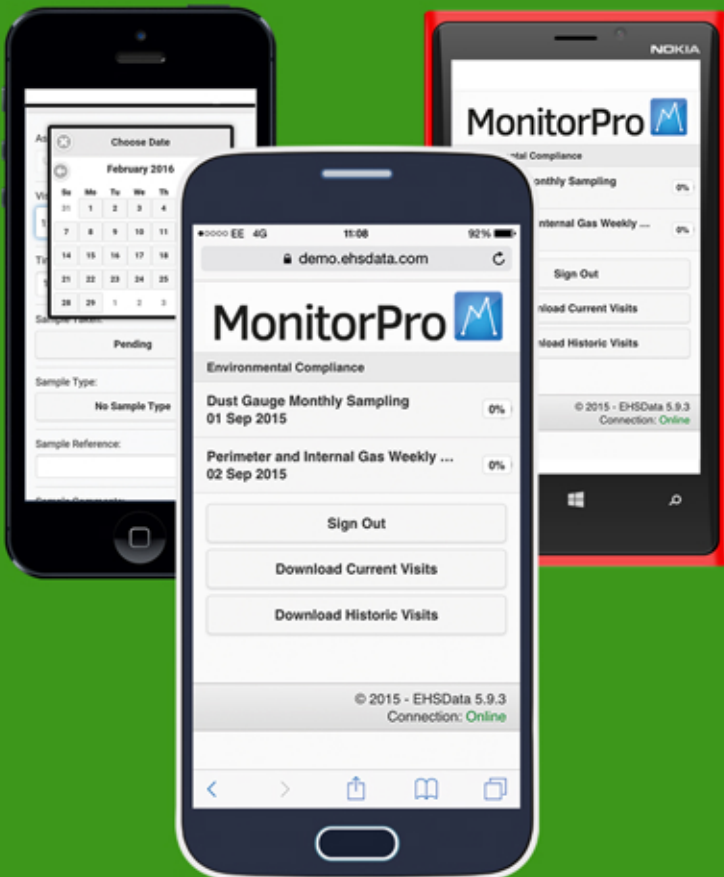 Choose Date
February 2016
Su Mo Tu We Th
31 1 2 3 4
7 8 9 10 11
14 15 16 17 18
21 22 23 24 25
28 29 1 2 3
Sample Taken:
Pending
Sample Type:
No Sample Type
Sample Reference:
Sample Comments:
EE 4G 11:08 92%
demo.ehsdata.com
MonitorPro
Environmental Compliance
Dust Gauge Monthly Sampling
01 Sep 2015
0%
Perimeter and Internal Gas Weekly ...
02 Sep 2015
0%
Sign Out
Download Current Visits
Download Historic Visits
© 2015 - EHSData 5.9.3
Connection: Online
NOKIA
MonitorPro
Compliance
Sampling
0%
Internal Gas Weekly ...
0%
Sign Out
Current Visits
Historic Visits
© 2015 - EHSData 5.9.3
Connection: Online